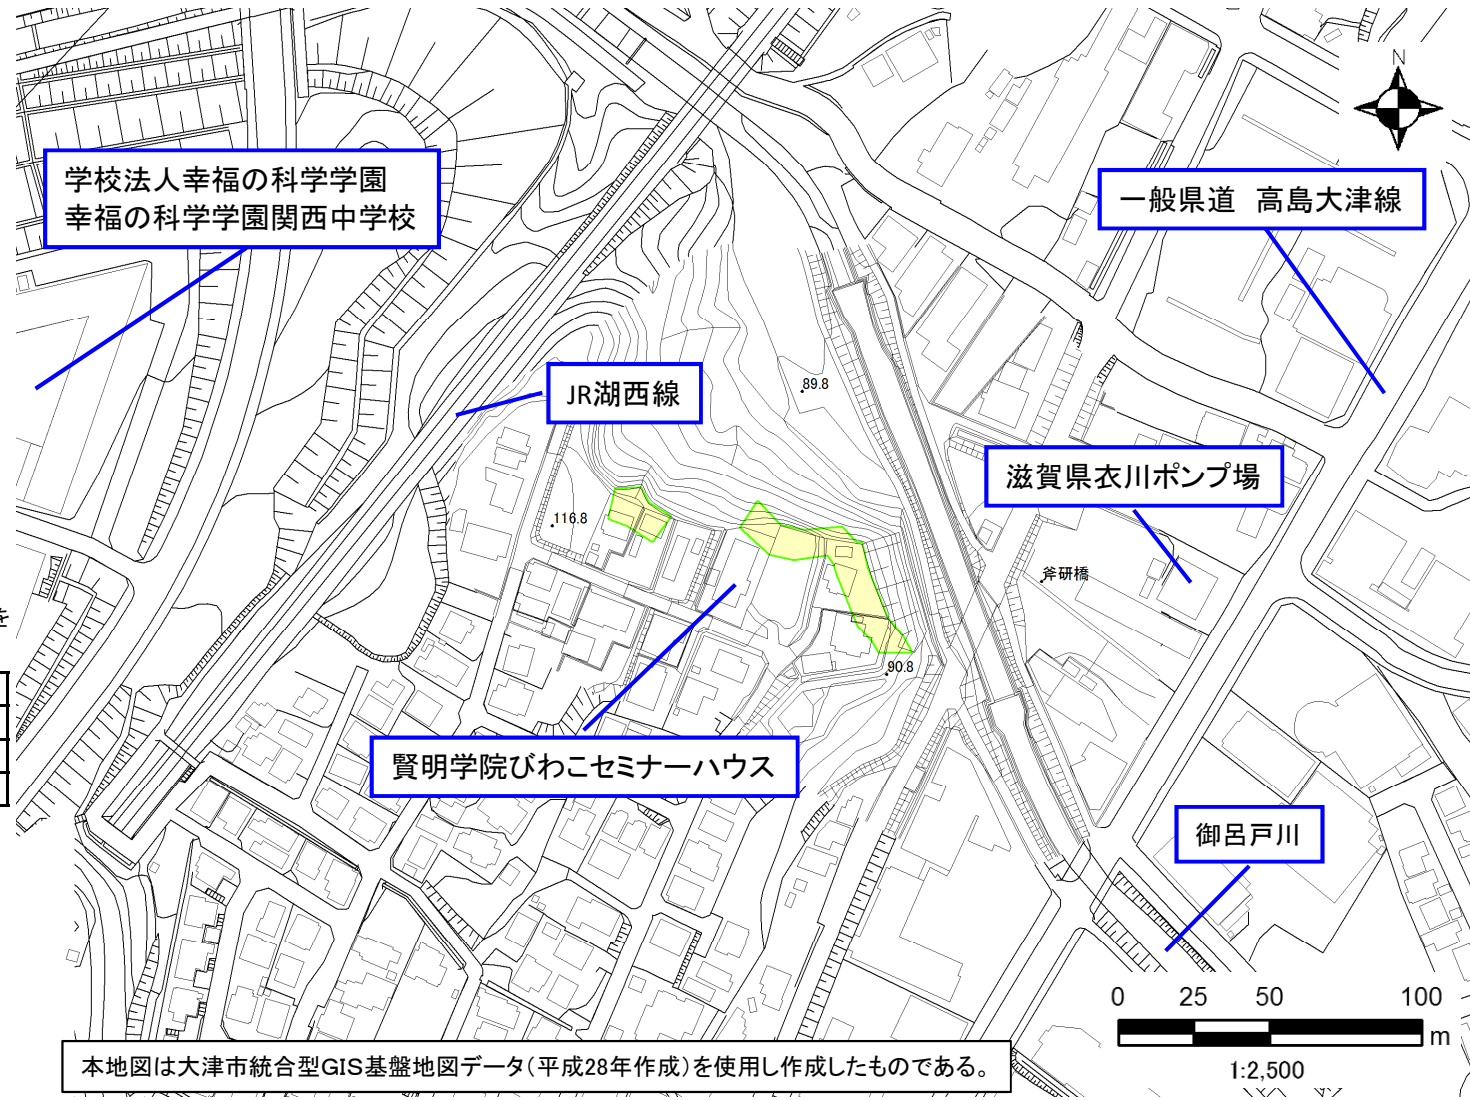 N
学校法人幸福の科学学園
幸福の科学学園関西中学校
一般県道 高島大津線
JR湖西線
89.8
滋賀県衣川ポンプ場
116.8
斧研橋
を
90.8
賢明学院びわこセミナーハウス
御呂戸川
0 25 50 100
m
1:2,500
本地図は大津市統合型GIS基盤地図データ(平成28年作成)を使用し作成したものである。